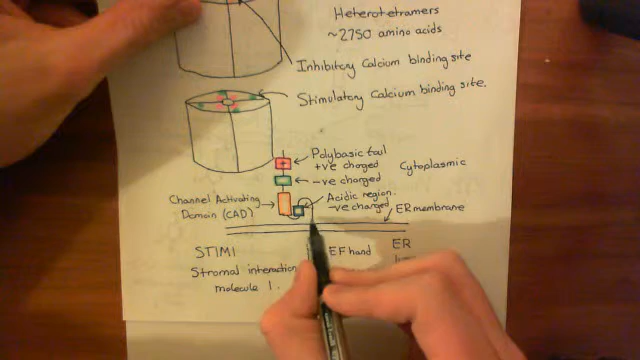 Heterotetramers
~2750 amino acids
Inhibitory Calcium binding site
Stimulatory Calcium binding site.
Polybasic tail
+ve charged
Cytoplasmic
-ve charged
Channel Activating
Domain (CAD)
Acidic region.
-ve charged
ER membrane
STIM1
EF hand
ER
Stromal interaction
molecule 1.
+